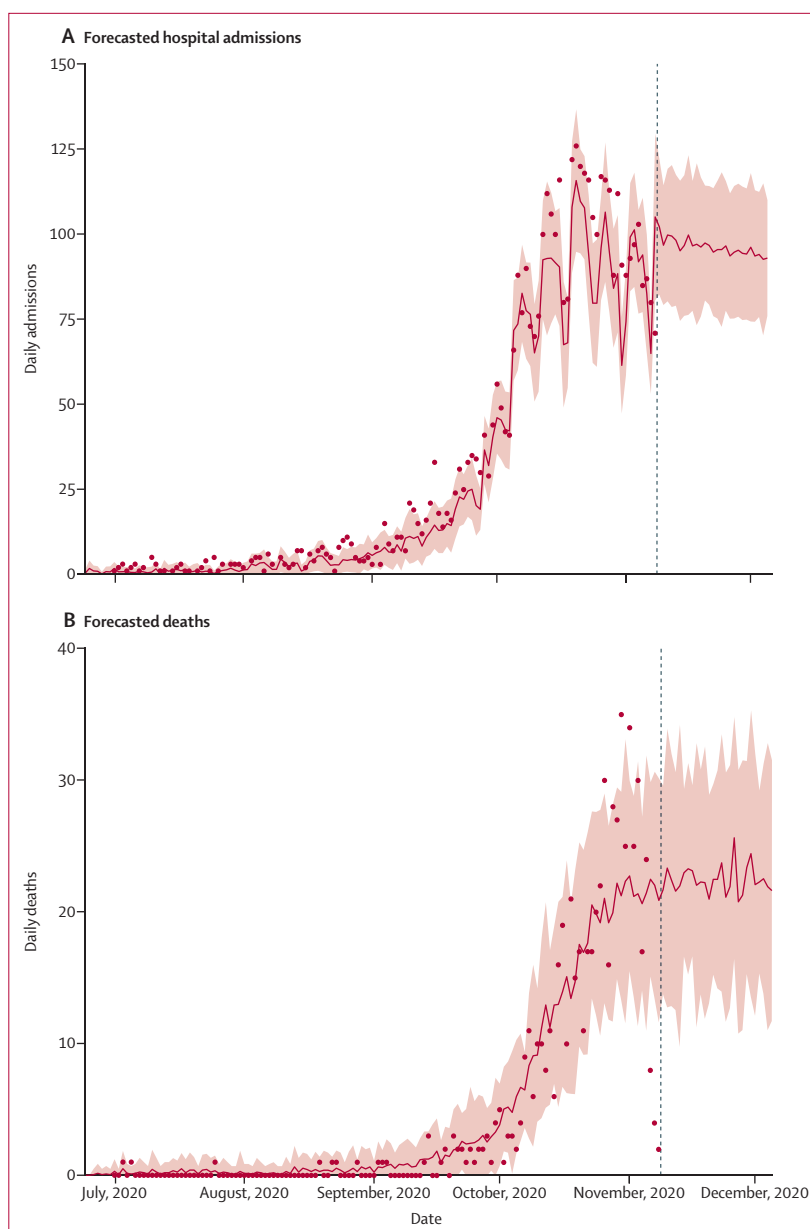 A Forecasted hospital admissions
150
125
100
75
50
25
0
Daily admissions
B Forecasted deaths
40
30
20
10
0
Daily deaths
July, 2020 August, 2020 September, 2020 October, 2020 November, 2020 December, 2020
Date